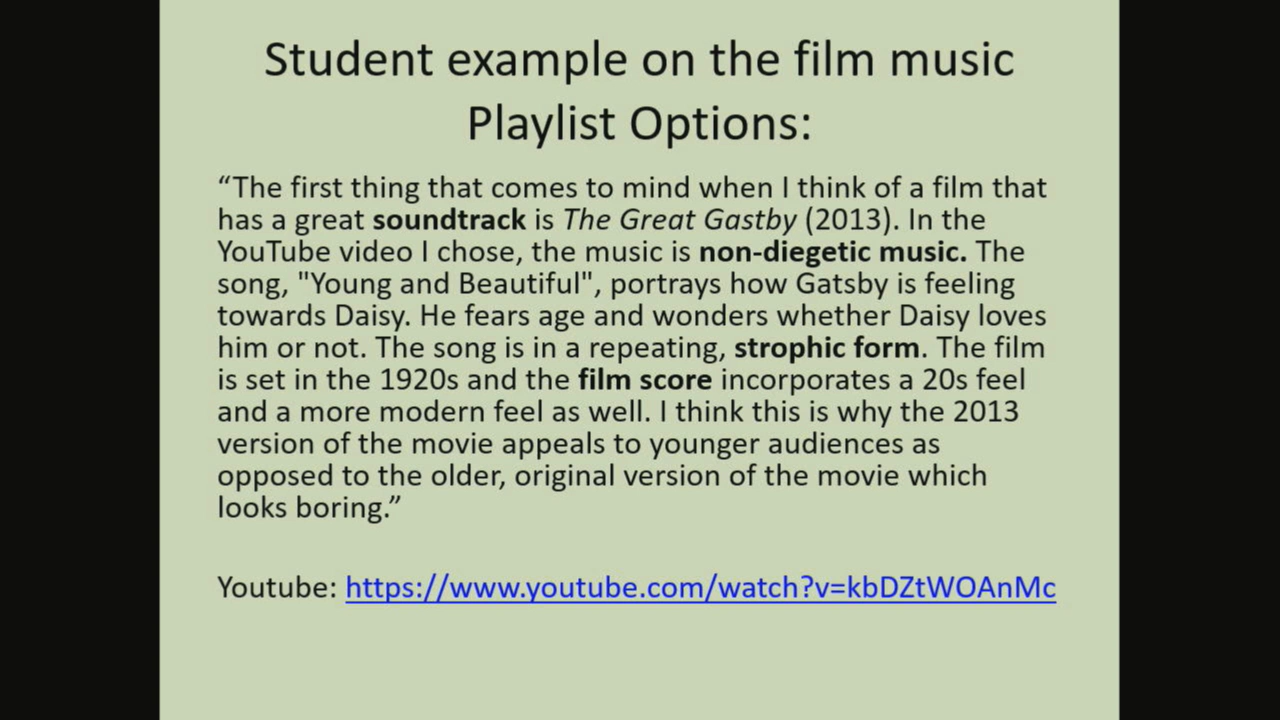 Student example on the film music
Playlist Options:
“The first thing that comes to mind when I think of a film that
has a great soundtrack is The Great Gastby (2013). In the
YouTube video I chose, the music is non-diegetic music. The
song, "Young and Beautiful", portrays how Gatsby is feeling
towards Daisy. He fears age and wonders whether Daisy loves
him or not. The song is in a repeating, strophic form. The film
is set in the 1920s and the film score incorporates a 20s feel
and a more modern feel as well. I think this is why the 2013
version of the movie appeals to younger audiences as
opposed to the older, original version of the movie which
looks boring.”
Youtube: https://www.youtube.com/watch?v=kbDZtWOAnMc